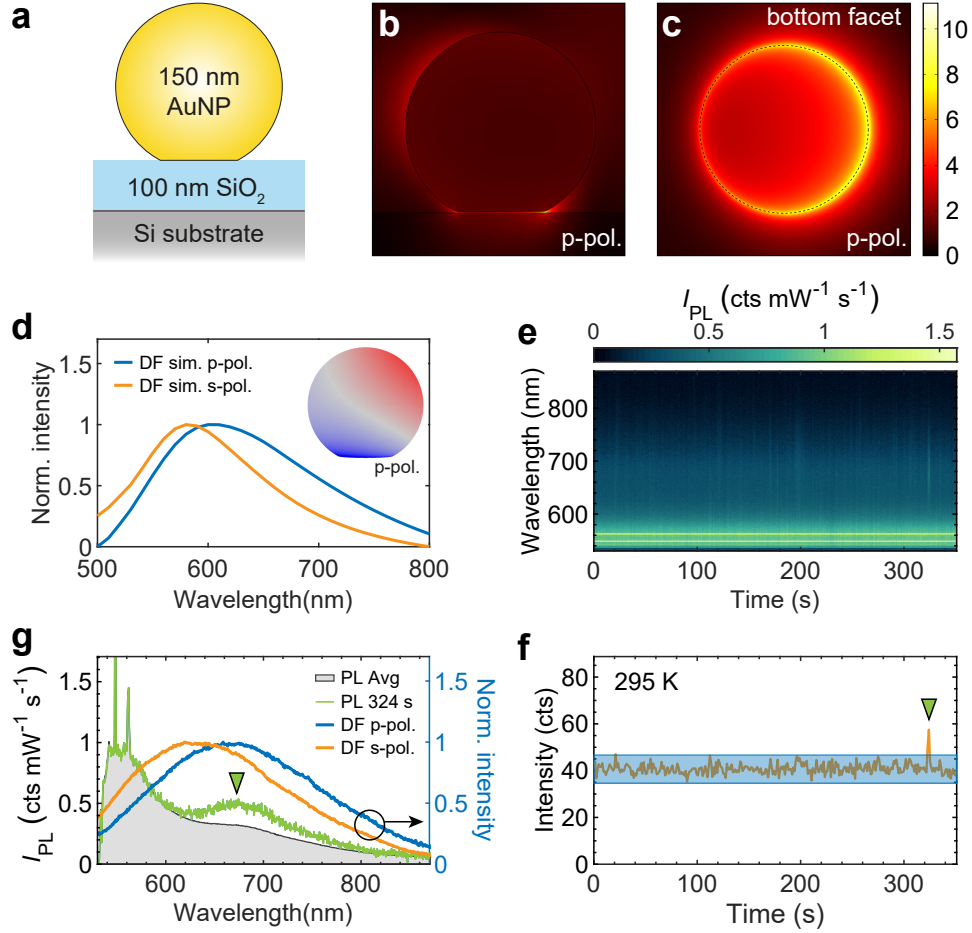 a
150 nm
AuNP
100 nm SiO2
Si substrate
b
p-pol.
c
bottom facet
p-pol.
10
8
6
4
2
0
d
DF sim. p-pol.
DF sim. s-pol.
p-pol.
Norm. intensity
1.5
1
0.5
0
500
600
700
800
Wavelength(nm)
e
IPL (cts mW-1 s-1)
0
0.5
1
1.5
Wavelength (nm)
800
700
600
0
100
200
300
Time (s)
g
IPL (cts mW-1 s-1)
1.5
1
0.5
0
PL Avg
PL 324 s
DF p-pol.
DF s-pol.
1
0.5
0
Norm. intensity
600
700
800
Wavelength(nm)
f
295 K
Intensity (cts)
80
60
40
20
0
0
100
200
300
Time (s)